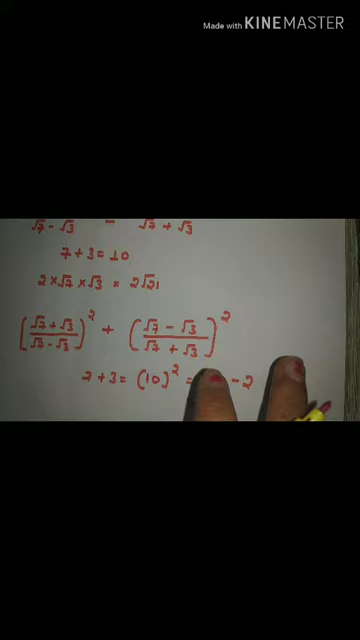 Made with KINEMASTER
√7 - √3 - √7 + √3
7 + 3 = 10
2 × √7 × √3 = 2√21
(√7 + √3 / √7 - √3)² + (√7 - √3 / √7 + √3)²
7 + 3 = (10)² = - 2